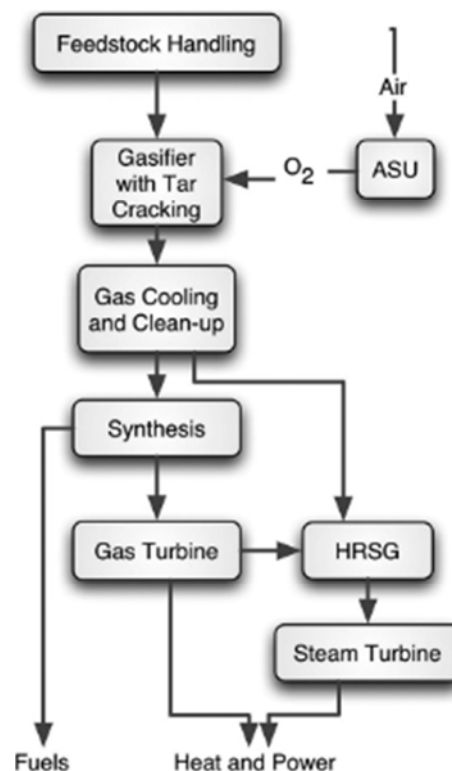 Feedstock Handling
Air
Gasifier
with Tar
Cracking
O2
ASU
Gas Cooling
and Clean-up
Synthesis
Gas Turbine
HRSG
Steam Turbine
Fuels
Heat and Power